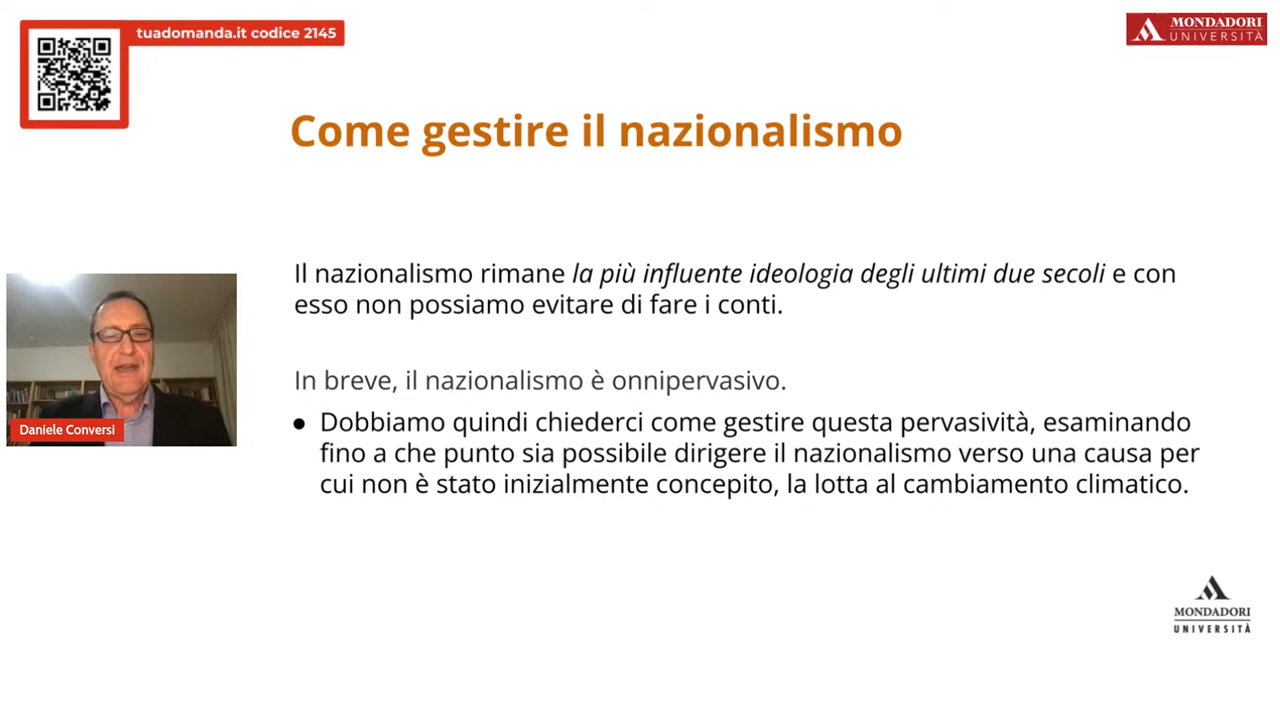 tuadomanda.it codice 2145
MONDADORI
UNIVERSITÀ
Come gestire il nazionalismo
Il nazionalismo rimane la più influente ideologia degli ultimi due secoli e con
esso non possiamo evitare di fare i conti.
In breve, il nazionalismo è onnipervasivo.
● Dobbiamo quindi chiederci come gestire questa pervasività, esaminando
fino a che punto sia possibile dirigere il nazionalismo verso una causa per
cui non è stato inizialmente concepito, la lotta al cambiamento climatico.
Daniele Conversi
MONDADORI
UNIVERSITÀ